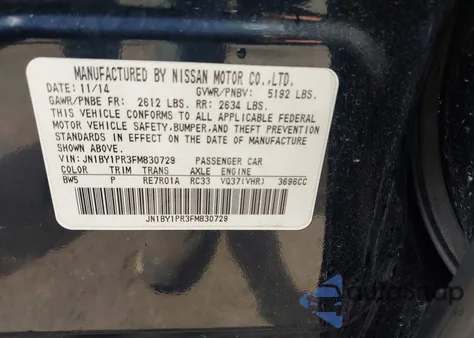 MANUFACTURED BY NISSAN MOTOR CO.,LTD.
DATE: 11/14 GVWR/PNBV: 5192 LBS.
GAWR/PNBE FR: 2612 LBS. RR: 2634 LBS.
THIS VEHICLE CONFORMS TO ALL APPLICABLE FEDERAL
MOTOR VEHICLE SAFETY,BUMPER,AND THEFT PREVENTION
STANDARDS IN EFFECT ON THE DATE OF MANUFACTURE
SHOWN ABOVE.
VIN: JN1BY1PR3FM830729 PASSENGER CAR
COLOR TRIM TRANS AXLE ENGINE
BW5 P RE7R01A RC33 VQ37(VHR) 3696CC
JN1BY1PR3FM830729
autosnap